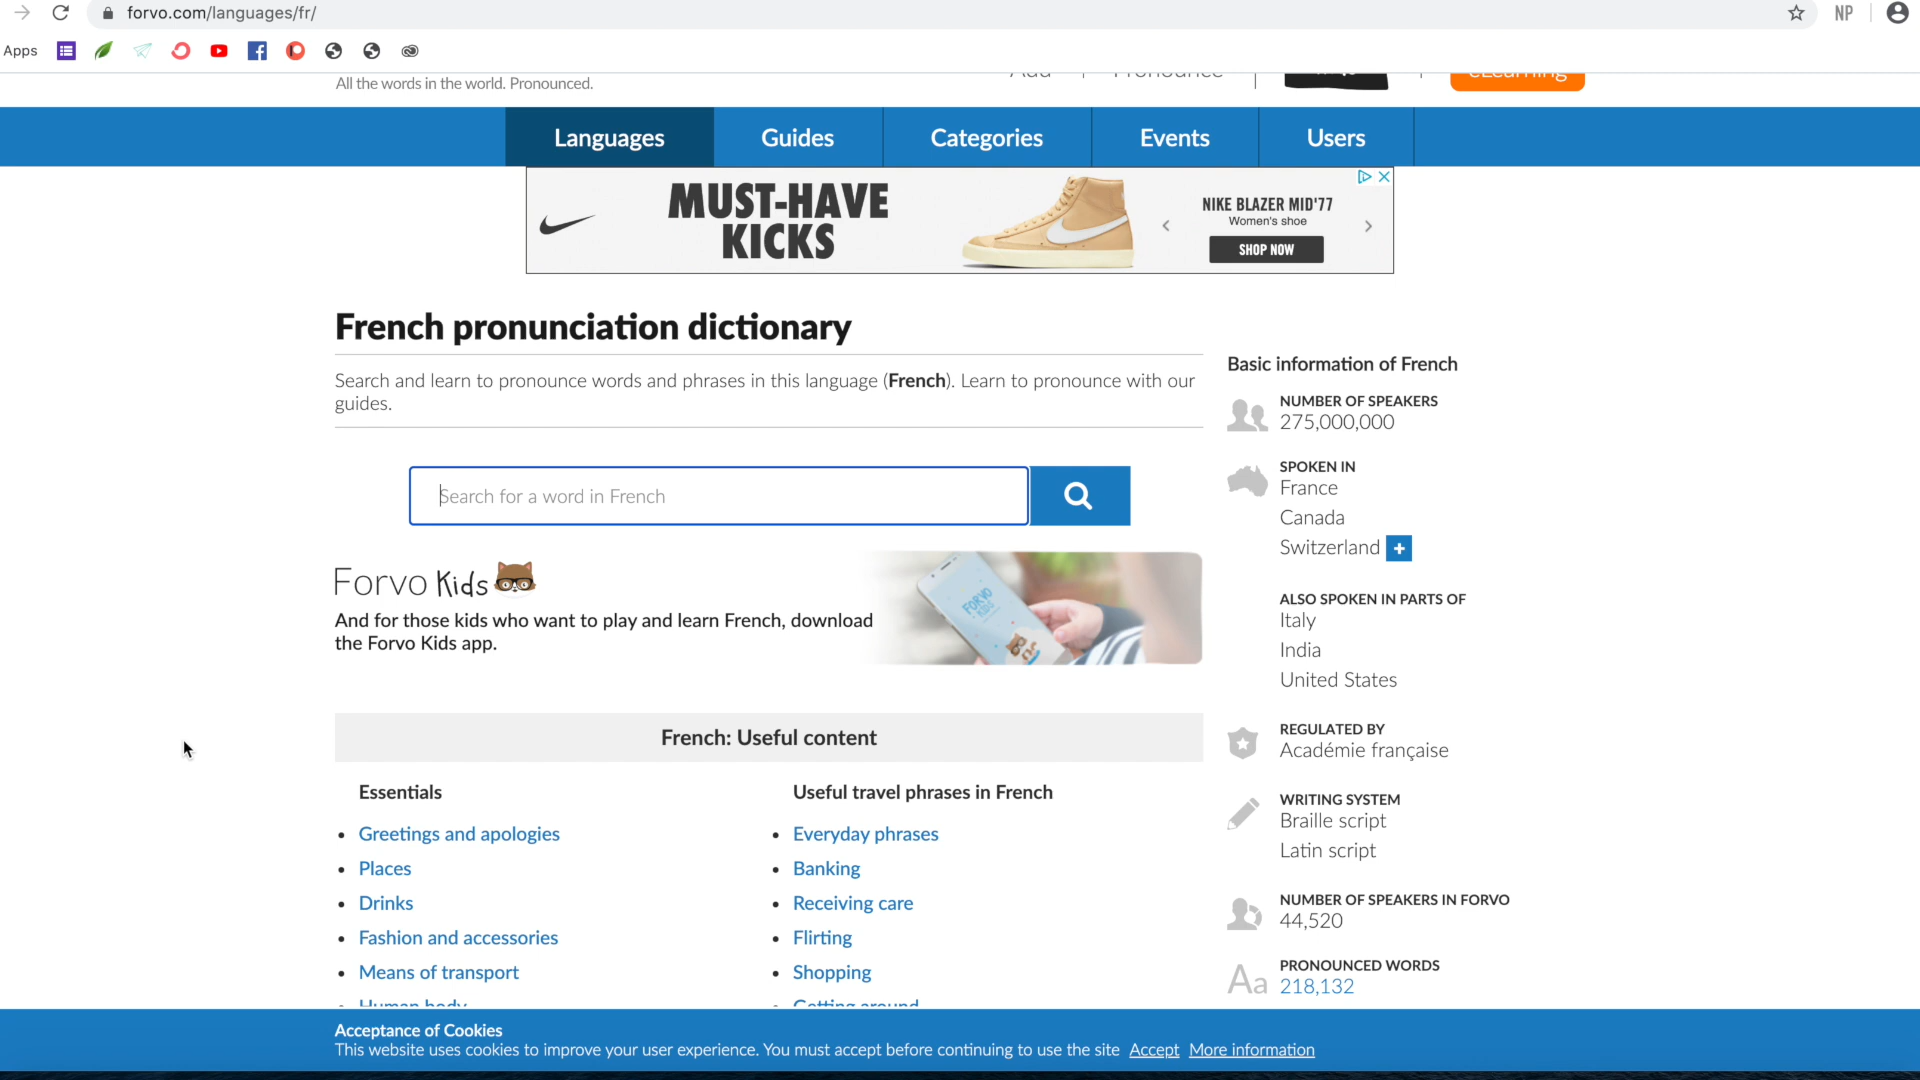 forvo.com/languages/fr/
NP
Apps
All the words in the world. Pronounced.
Languages
Guides
Categories
Events
Users
MUST-HAVE
KICKS
NIKE BLAZER MID'77
Women's shoe
SHOP NOW
French pronunciation dictionary
Search and learn to pronounce words and phrases in this language (French). Learn to pronounce with our
guides.
Search for a word in French
Forvo Kids
And for those kids who want to play and learn French, download
the Forvo Kids app.
FORVO
KIDS
French: Useful content
Essentials
Greetings and apologies
Places
Drinks
Fashion and accessories
Means of transport
Human body
Useful travel phrases in French
Everyday phrases
Banking
Receiving care
Flirting
Shopping
Getting around
Basic information of French
NUMBER OF SPEAKERS
275,000,000
SPOKEN IN
France
Canada
Switzerland +
ALSO SPOKEN IN PARTS OF
Italy
India
United States
REGULATED BY
Académie française
WRITING SYSTEM
Braille script
Latin script
NUMBER OF SPEAKERS IN FORVO
44,520
Aa
PRONOUNCED WORDS
218,132
Acceptance of Cookies
This website uses cookies to improve your user experience. You must accept before continuing to use the site Accept More information